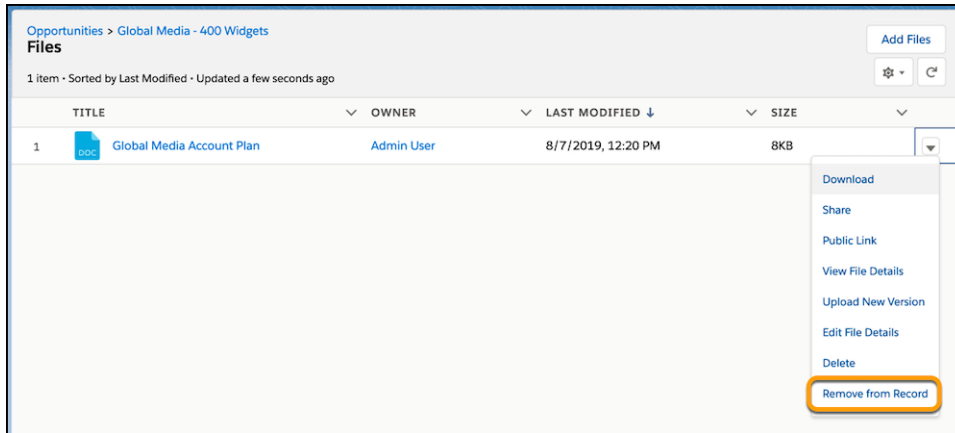 Opportunities > Global Media - 400 Widgets
Files
Add Files
1 item • Sorted by Last Modified • Updated a few seconds ago
TITLE OWNER LAST MODIFIED ↓ SIZE
1 DOC Global Media Account Plan Admin User 8/7/2019, 12:20 PM 8KB
Download
Share
Public Link
View File Details
Upload New Version
Edit File Details
Delete
Remove from Record